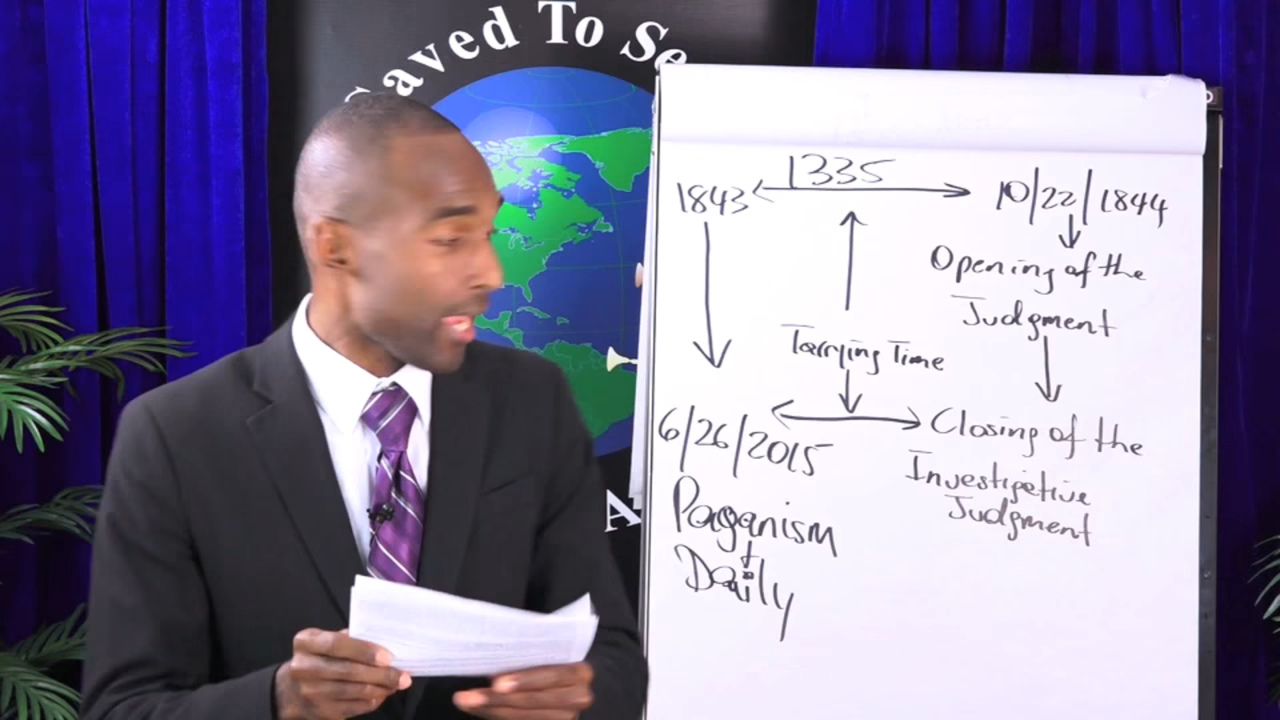 Saved To Se
A
1335
1843 10/22/1844
Opening of the
Judgment
Tarrying Time
Closing of the
6/26/2015
Investigative
Judgment
Paganism
Daily